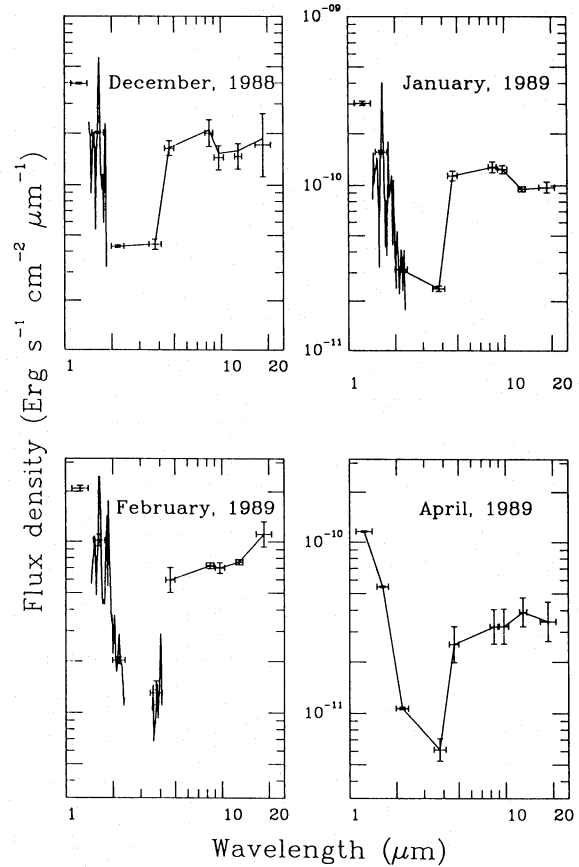 10⁻⁰⁹
December, 1988
January, 1989
10⁻¹⁰
10⁻¹¹
1 10 20
1 10 20
Flux density (Erg s⁻¹ cm⁻² μm⁻¹)
February, 1989
April, 1989
10⁻¹⁰
10⁻¹¹
1 10 20
1 10 20
Wavelength (μm)